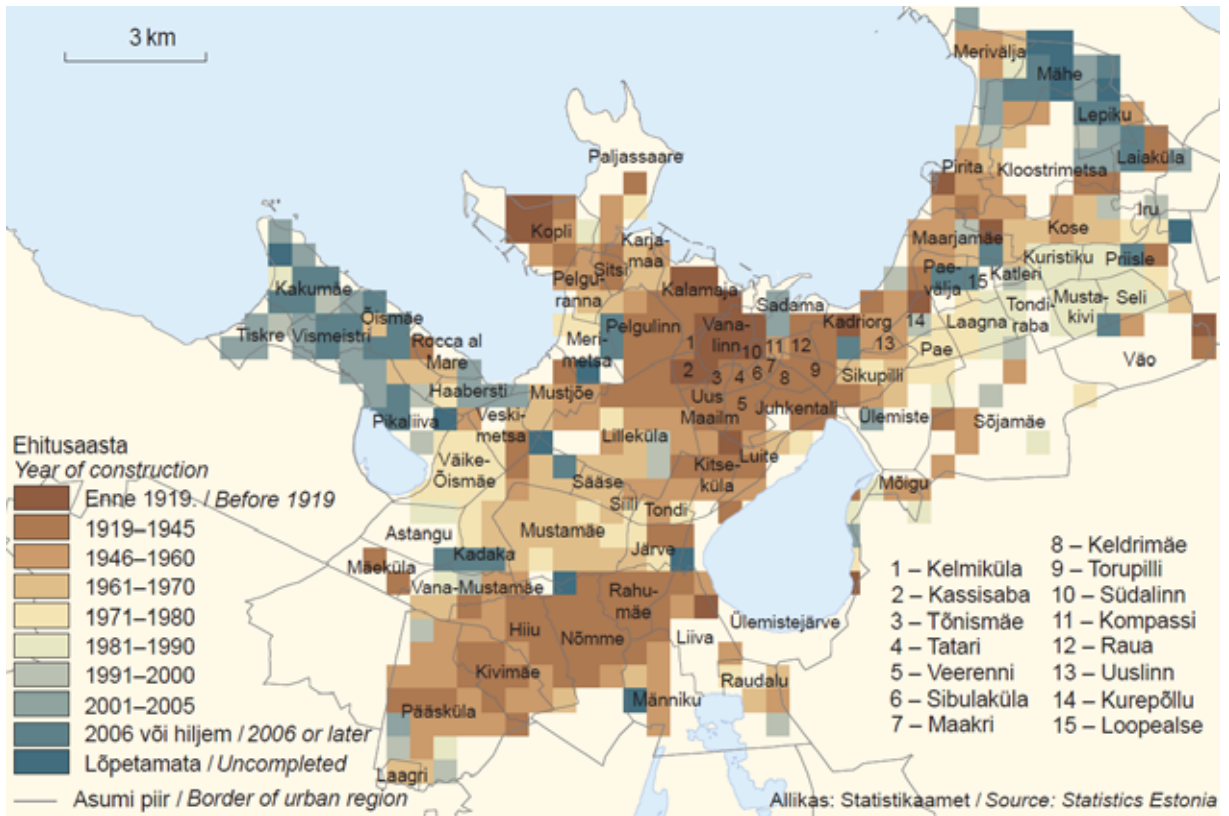 3 km
Merivälja
Mähe
Lepiku
Laiaküla
Pirita
Kloostrimetsa
Iru
Paljassaare
Kopli
Karja-
maa
Sitsi
Pelgu-
ranna
Kalamaja
Sadama
Maarjamäe
Kose
Kuristiku
Priisle
Pae-
välja
15
Katleri
Tondi-
raba
Musta-
kivi
Seli
Laagna
Pae
Väo
Kakumäe
Tiskre
Vismeistri
Õismäe
Rocca al
Mare
Haabersti
Pikaliiva
Meri-
metsa
Pelgulinn
Mustjõe
Veski-
metsa
Väike-
Õismäe
Vana-
linn
1
2
3
4
5
6
7
8
9
10
11
12
Kadriorg
13
14
Sikupilli
Uus
Maailm
Juhkentali
Ülemiste
Sõjamäe
Lilleküla
Kitse-
küla
Luite
Mõigu
Sääse
Siili
Tondi
Mustamäe
Järve
Astangu
Kadaka
Mäeküla
Vana-Mustamäe
Rahu-
mäe
Hiiu
Nõmme
Liiva
Ülemistejärve
Kivimäe
Raudalu
Männiku
Pääsküla
Laagri
Ehitusaasta
Year of construction
Enne 1919. / Before 1919
1919–1945
1946–1960
1961–1970
1971–1980
1981–1990
1991–2000
2001–2005
2006 või hiljem / 2006 or later
Lõpetamata / Uncompleted
Asumi piir / Border of urban region
1 – Kelmiküla
2 – Kassisaba
3 – Tõnismäe
4 – Tatari
5 – Veerenni
6 – Sibulaküla
7 – Maakri
8 – Keldrimäe
9 – Torupilli
10 – Südalinn
11 – Kompassi
12 – Raua
13 – Uuslinn
14 – Kurepõllu
15 – Loopealse
Allikas: Statistikaamet / Source: Statistics Estonia